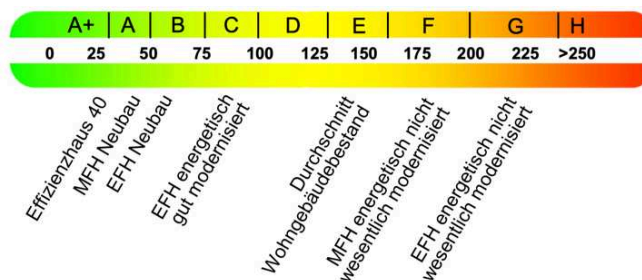 A+ A B C D E F G H
0 25 50 75 100 125 150 175 200 225 >250
Effizienzhaus 40
MFH Neubau
EFH Neubau
EFH energetisch
gut modernisiert
Durchschnitt
Wohngebäudebestand
MFH energetisch nicht
wesentlich modernisiert
EFH energetisch nicht
wesentlich modernisiert